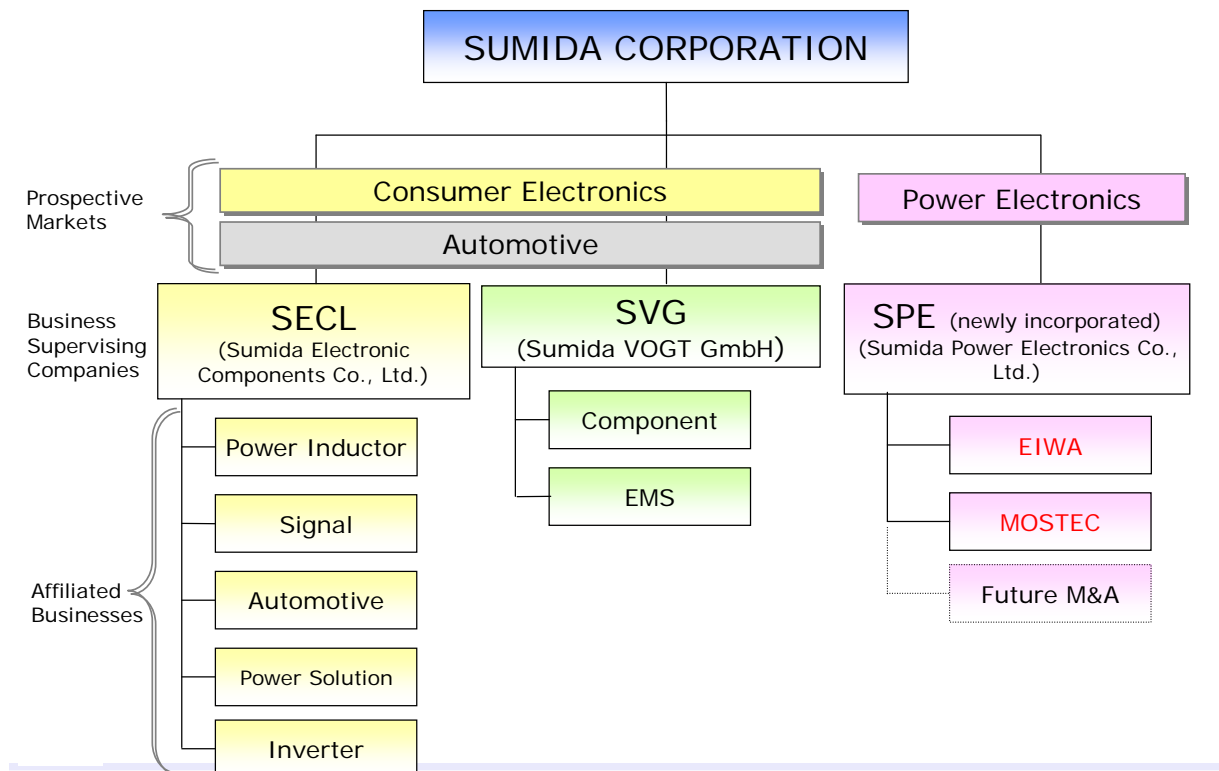 SUMIDA CORPORATION
Prospective
Markets
Consumer Electronics
Power Electronics
Automotive
Business
Supervising
Companies
SECL
(Sumida Electronic
Components Co., Ltd.)
SVG
(Sumida VOGT GmbH)
SPE (newly incorporated)
(Sumida Power Electronics Co.,
Ltd.)
Affiliated
Businesses
Power Inductor
Signal
Automotive
Power Solution
Inverter
Component
EMS
EIWA
MOSTEC
Future M&A